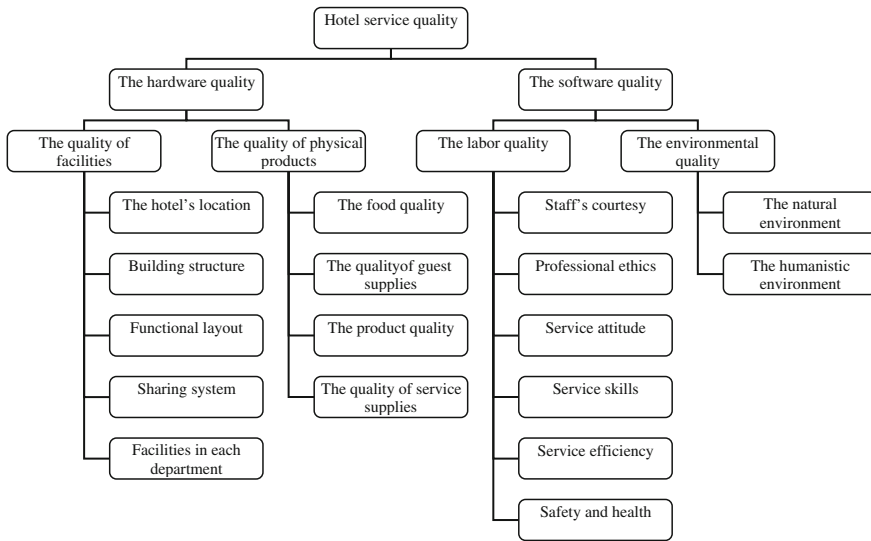 Hotel service quality
The hardware quality
The software quality
The quality of
facilities
The quality of physical
products
The labor quality
The environmental
quality
The hotel's location
Building structure
Functional layout
Sharing system
Facilities in each
department
The food quality
The qualityof guest
supplies
The product quality
The quality of service
supplies
Staff's courtesy
Professional ethics
Service attitude
Service skills
Service efficiency
Safety and health
The natural
environment
The humanistic
environment